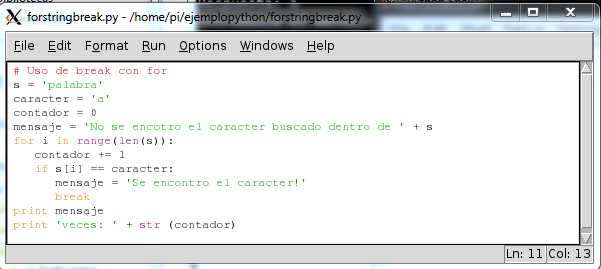 forstringbreak.py - /home/pi/ejemplopython/forstringbreak.py
File Edit Format Run Options Windows Help
# Uso de break con for
s = 'palabra'
caracter = 'a'
contador = 0
mensaje = 'No se encotro el caracter buscado dentro de ' + s
for i in range(len(s)):
   contador += 1
   if s[i] == caracter:
      mensaje = 'Se encontro el caracter!'
      break
print mensaje
print 'veces: ' + str (contador)
Ln: 11 Col: 13